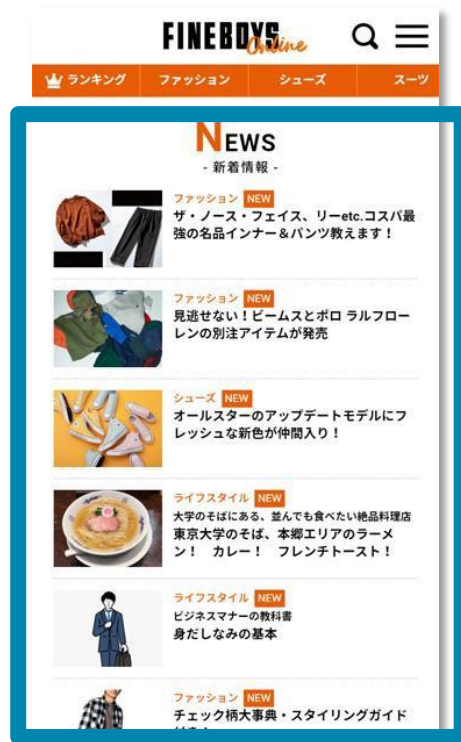 FINEBOYS
Online
ランキング ファッション シューズ スーツ
NEWS
- 新着情報 -
ファッション NEW
ザ・ノース・フェイス、リーetc.コスパ最
強の名品インナー＆パンツ教えます！
ファッション NEW
見逃せない！ビームスとポロ ラルフロー
レンの別注アイテムが発売
シューズ NEW
オールスターのアップデートモデルにフ
レッシュな新色が仲間入り！
ライフスタイル NEW
大学のそばにある、並んでも食べたい絶品料理店
東京大学のそば、本郷エリアのラーメ
ン！　カレー！　フレンチトースト！
ライフスタイル NEW
ビジネスマナーの教科書
身だしなみの基本
ファッション NEW
チェック柄大事典・スタイリングガイド